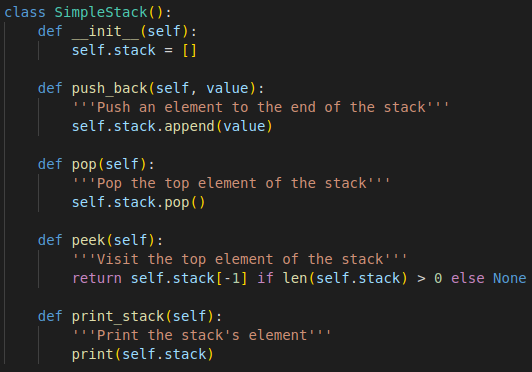 class SimpleStack():
    def __init__(self):
        self.stack = []

    def push_back(self, value):
        '''Push an element to the end of the stack'''
        self.stack.append(value)

    def pop(self):
        '''Pop the top element of the stack'''
        self.stack.pop()

    def peek(self):
        '''Visit the top element of the stack'''
        return self.stack[-1] if len(self.stack) > 0 else None

    def print_stack(self):
        '''Print the stack's element'''
        print(self.stack)